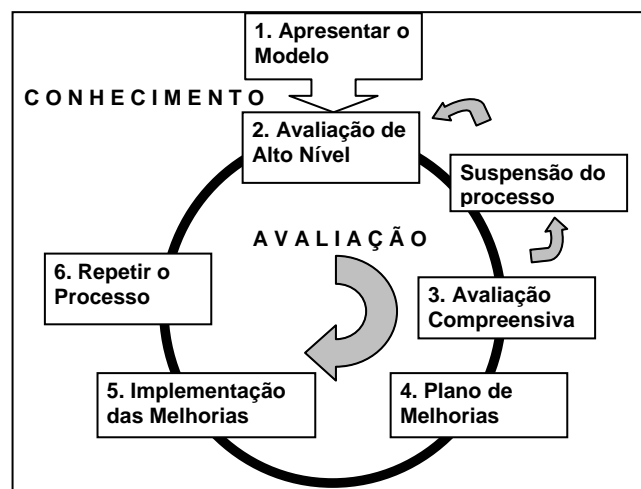 1. Apresentar o
Modelo
C O N H E C I M E N T O
2. Avaliação de
Alto Nível
Suspensão do
processo
A V A L I A Ç Ã O
6. Repetir o
Processo
3. Avaliação
Compreensiva
5. Implementação
das Melhorias
4. Plano de
Melhorias